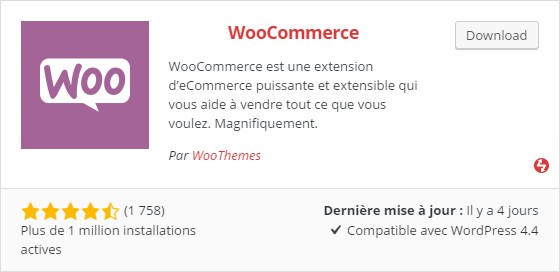 WooCommerce
Download
WOO
WooCommerce est une extension
d’eCommerce puissante et extensible qui
vous aide à vendre tout ce que vous
voulez. Magnifiquement.
Par WooThemes
(1 758)
Dernière mise à jour : Il y a 4 jours
Plus de 1 million installations
actives
Compatible avec WordPress 4.4